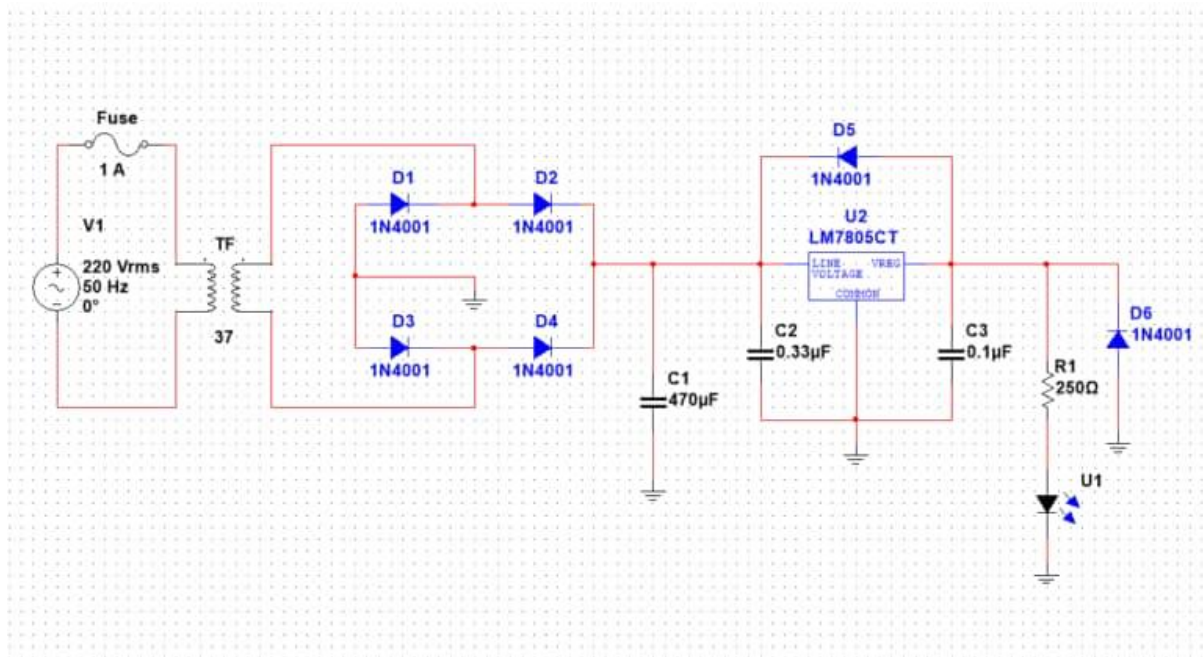 Fuse
1 A
V1
220 Vrms
50 Hz
0°
TF
37
D1
1N4001
D2
1N4001
D3
1N4001
D4
1N4001
C1
470µF
D5
1N4001
U2
LM7805CT
LINE VREG
VOLTAGE
COMMON
C2
0.33µF
C3
0.1µF
R1
250Ω
D6
1N4001
U1